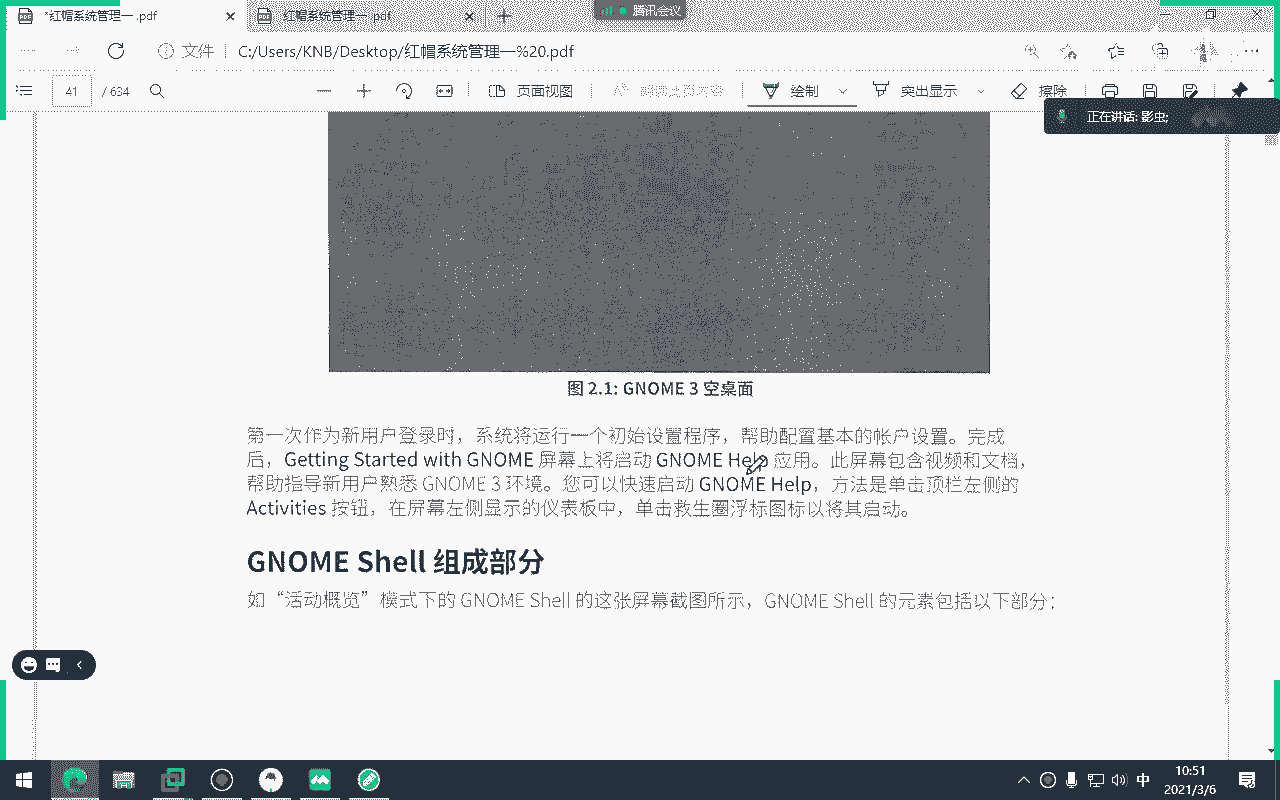 *红帽系统管理一 .pdf
红帽系统管理一 .pdf
腾讯会议
文件
C:/Users/KNB/Desktop/红帽系统管理一%20.pdf
41
/ 634
页面视图
绘制
突出显示
擦除
正在讲话: 影虫;
图 2.1: GNOME 3 空桌面
第一次作为新用户登录时，系统将运行一个初始设置程序，帮助配置基本的帐户设置。完成
后，Getting Started with GNOME 屏幕上将启动 GNOME Help 应用。此屏幕包含视频和文档，
帮助指导新用户熟悉 GNOME 3 环境。您可以快速启动 GNOME Help，方法是单击顶栏左侧的
Activities 按钮，在屏幕左侧显示的仪表板中，单击救生圈浮标图标以将其启动。
GNOME Shell 组成部分
如“活动概览”模式下的 GNOME Shell 的这张屏幕截图所示，GNOME Shell 的元素包括以下部分：
中
10:51
2021/3/6